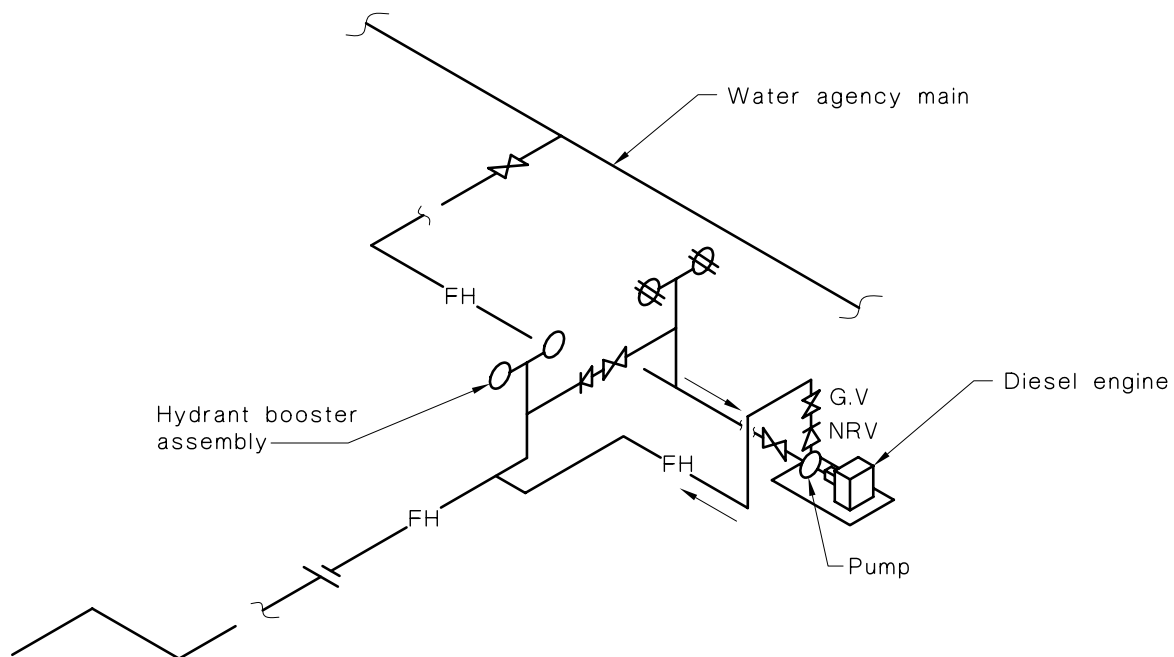 Water agency main
FH
Hydrant booster
assembly
G.V
NRV
Diesel engine
FH
FH
Pump